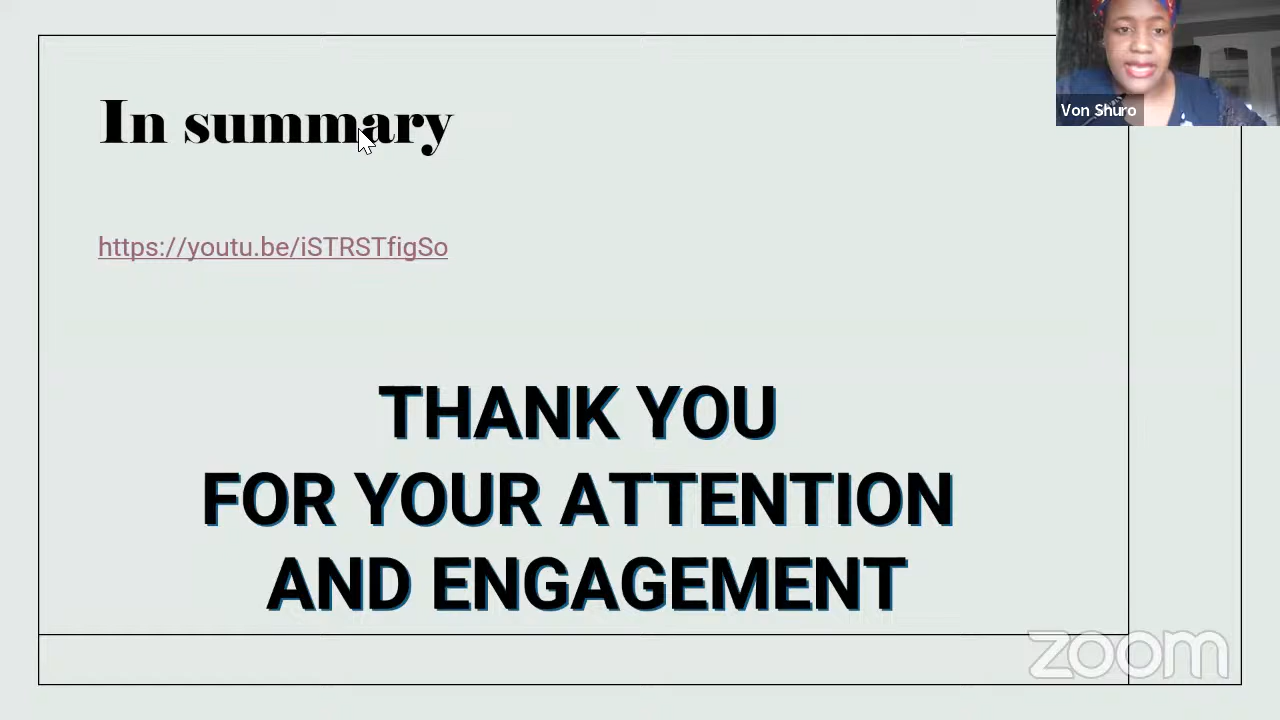 In summary
Von Shuro
https://youtu.be/iSTRSTfigSo
THANK YOU
FOR YOUR ATTENTION
AND ENGAGEMENT
zoom